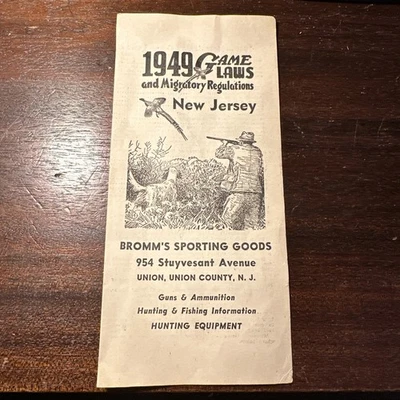 1949 GAME LAWS
and Migratory Regulations
New Jersey
BROMM'S SPORTING GOODS
954 Stuyvesant Avenue
UNION, UNION COUNTY, N. J.
Guns & Ammunition
Hunting & Fishing Information
HUNTING EQUIPMENT